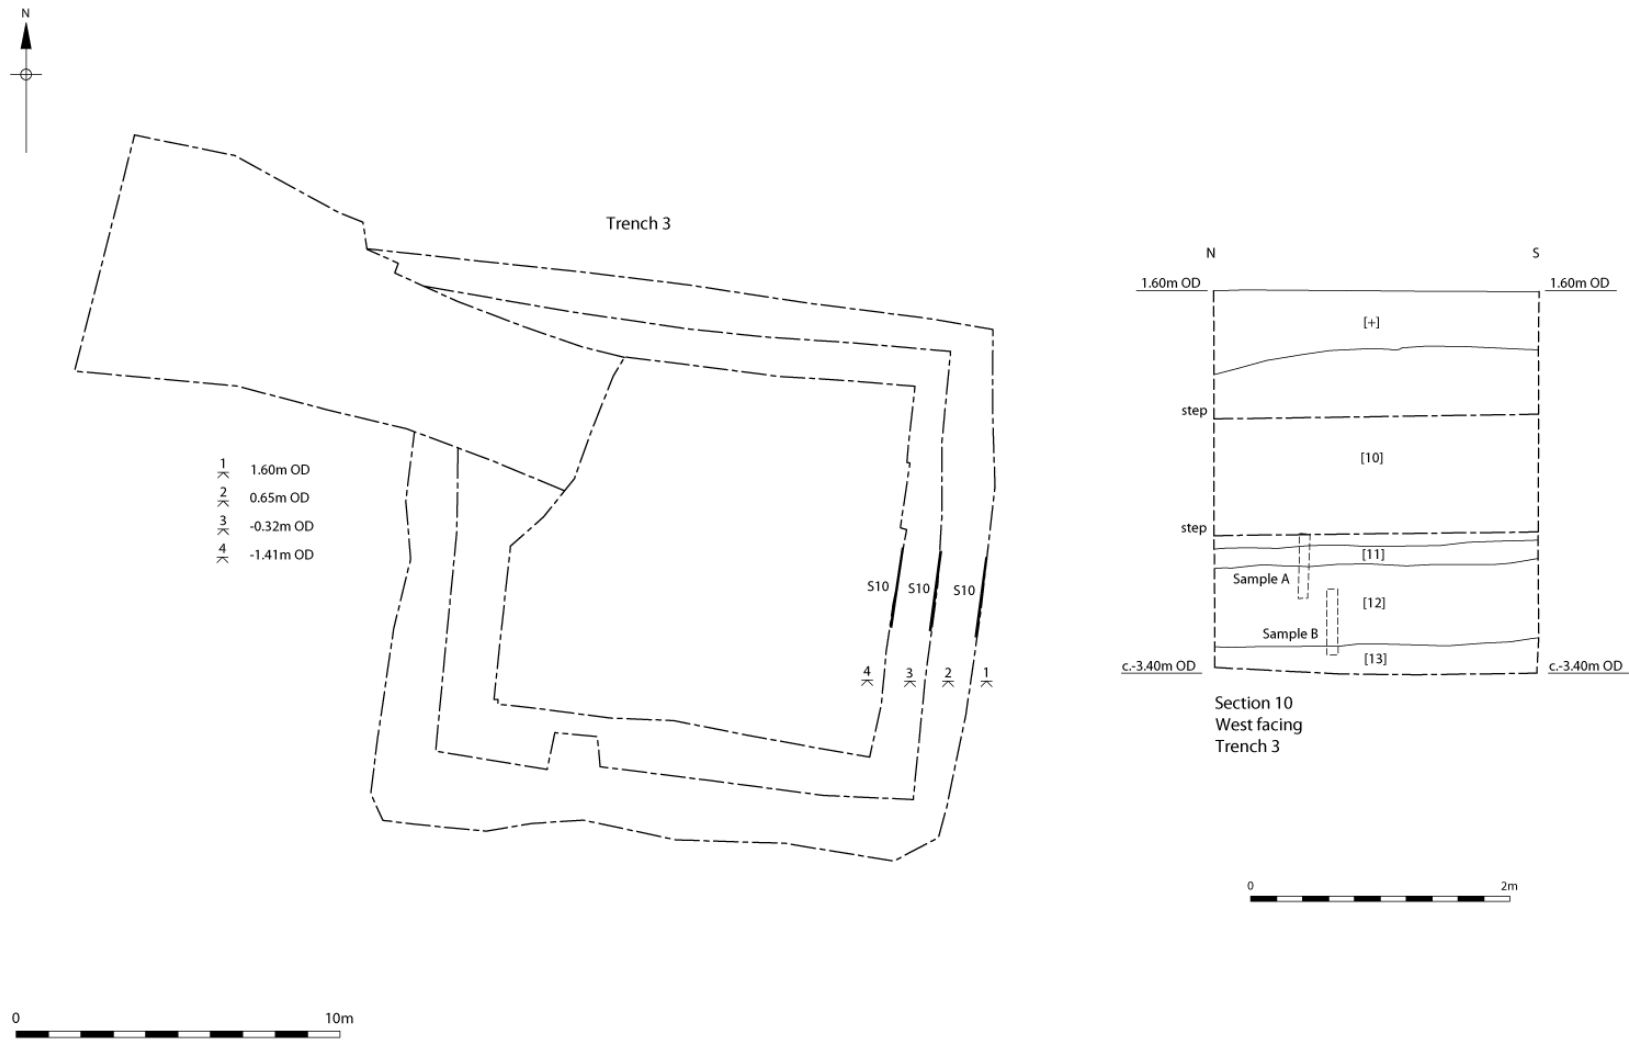 N
Trench 3
1 1.60m OD
2 0.65m OD
3 -0.32m OD
4 -1.41m OD
S10 S10 S10
4 3 2 1
0 10m
N S
1.60m OD 1.60m OD
[+]
step
[10]
step
[11]
Sample A
[12]
Sample B
[13]
c.-3.40m OD c.-3.40m OD
Section 10
West facing
Trench 3
0 2m